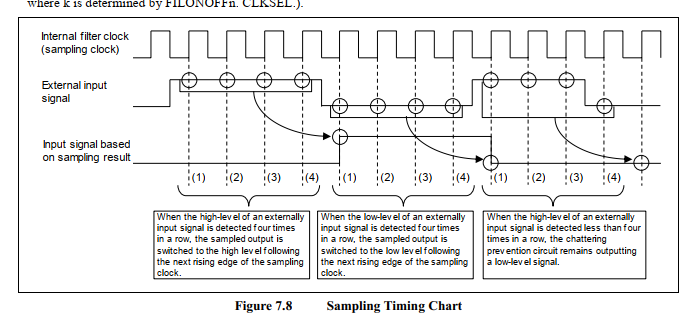 where k is determined by FILONOFFn. CLKSEL.).
Internal filter clock
(sampling clock)
External input
signal
Input signal based
on sampling result
(1) (2) (3) (4) (1) (2) (3) (4) (1) (2) (3) (4)
When the high-level of an externally
input signal is detected four times
in a row, the sampled output is
switched to the high level following
the next rising edge of the sampling
clock.
When the low-level of an externally
input signal is detected four times
in a row, the sampled output is
switched to the low level following
the next rising edge of the sampling
clock.
When the high-level of an externally
input signal is detected less than four
times in a row, the chattering
prevention circuit remains outputting
a low-level signal.
Figure 7.8 Sampling Timing Chart